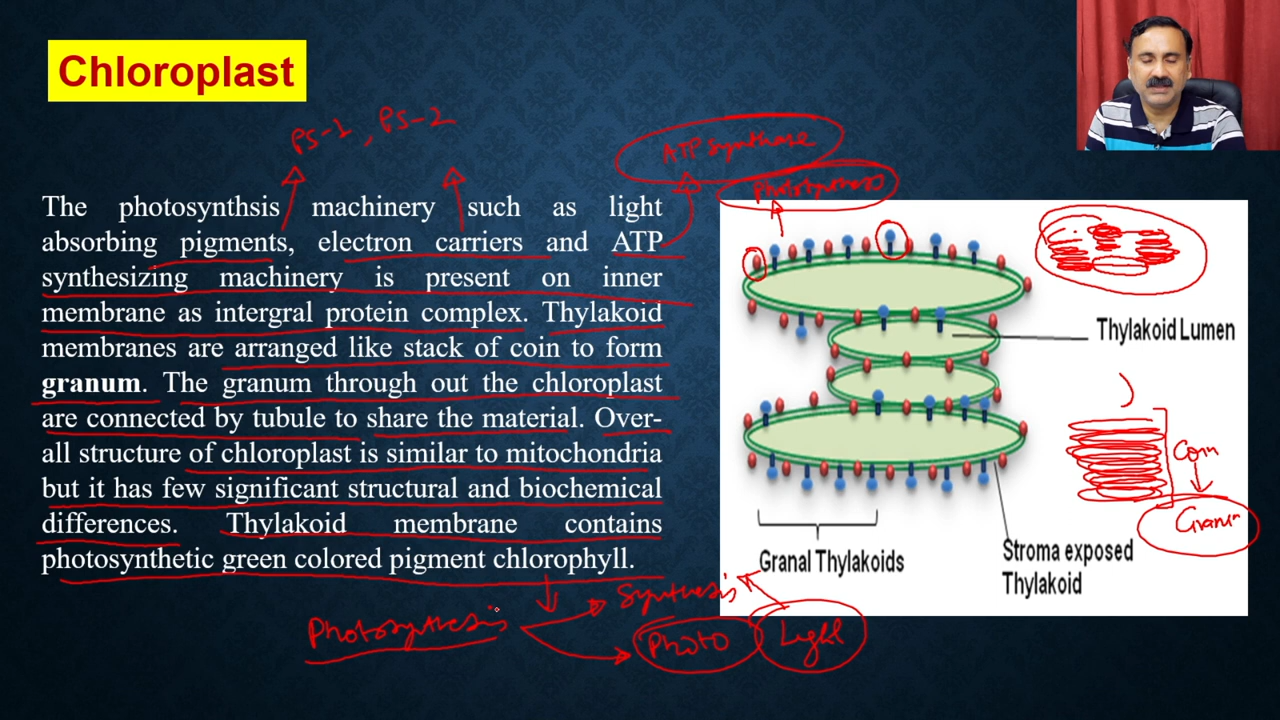 Chloroplast
PS-1, PS-2
ATP synthase
The photosynthsis machinery such as light
absorbing pigments, electron carriers and ATP
synthesizing machinery is present on inner
membrane as intergral protein complex. Thylakoid
membranes are arranged like stack of coin to form
granum. The granum through out the chloroplast
are connected by tubule to share the material. Over-
all structure of chloroplast is similar to mitochondria
but it has few significant structural and biochemical
differences. Thylakoid membrane contains
photosynthetic green colored pigment chlorophyll.
Thylakoid Lumen
Granum
Granal Thylakoids
Stroma exposed
Thylakoid
Synthesis
Photosynthesis
Photo
Light